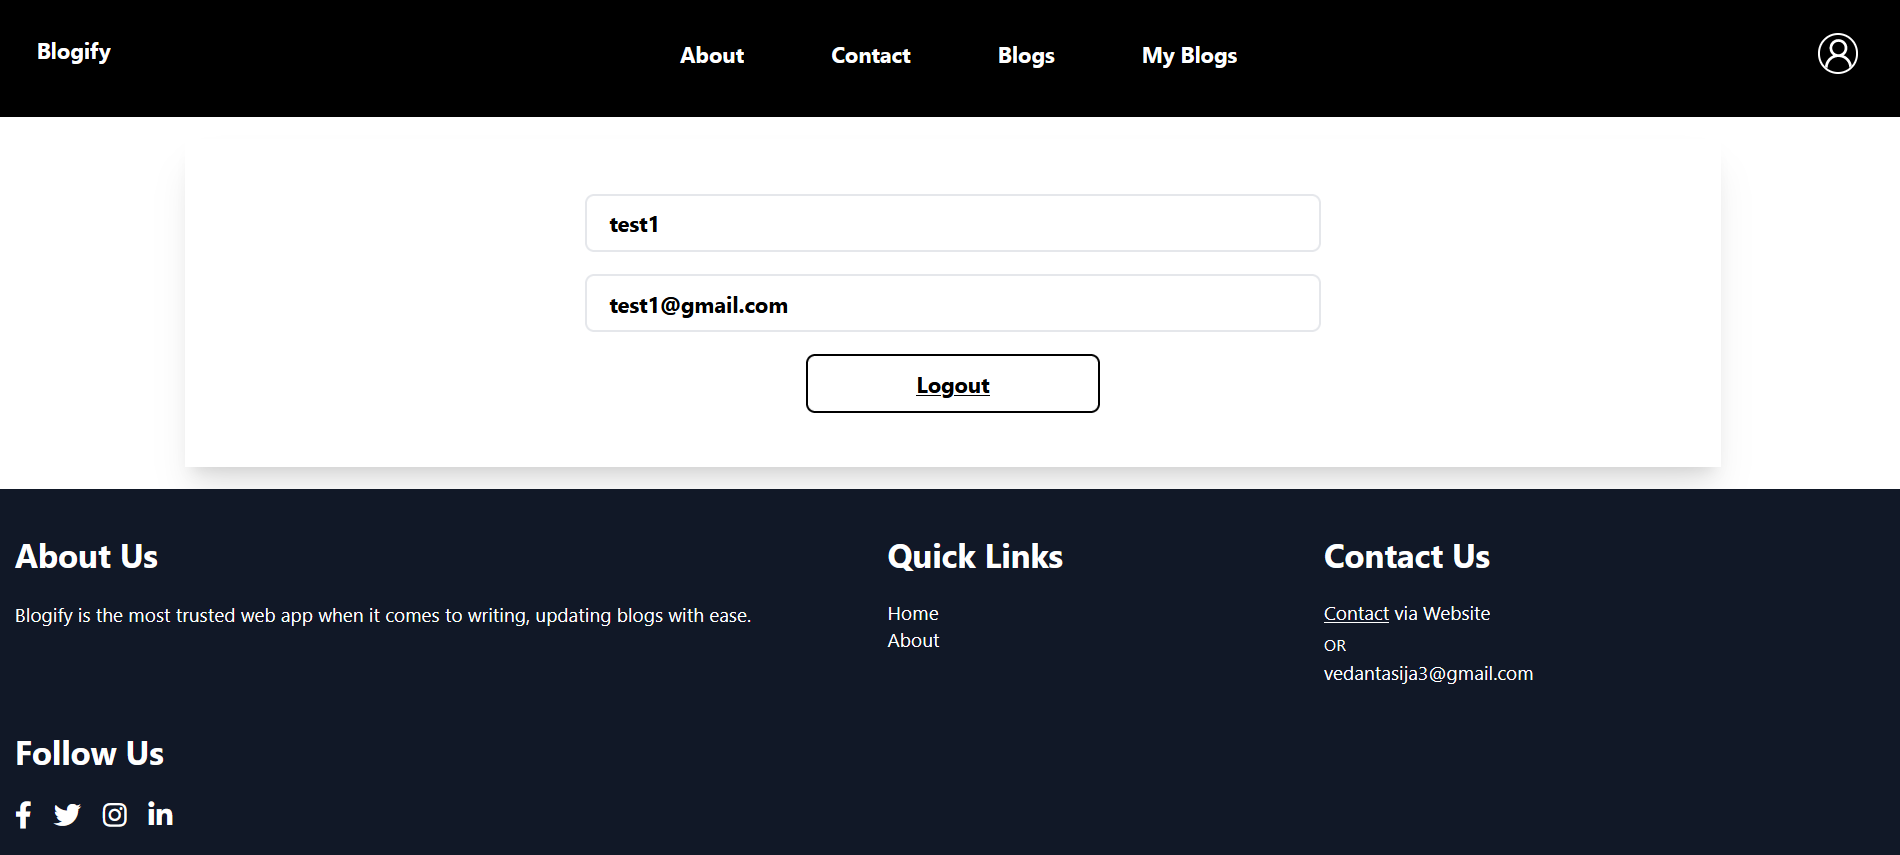 Blogify
About
Contact
Blogs
My Blogs
test1
test1@gmail.com
Logout
About Us
Blogify is the most trusted web app when it comes to writing, updating blogs with ease.
Quick Links
Home
About
Contact Us
Contact via Website
OR
vedantasija3@gmail.com
Follow Us